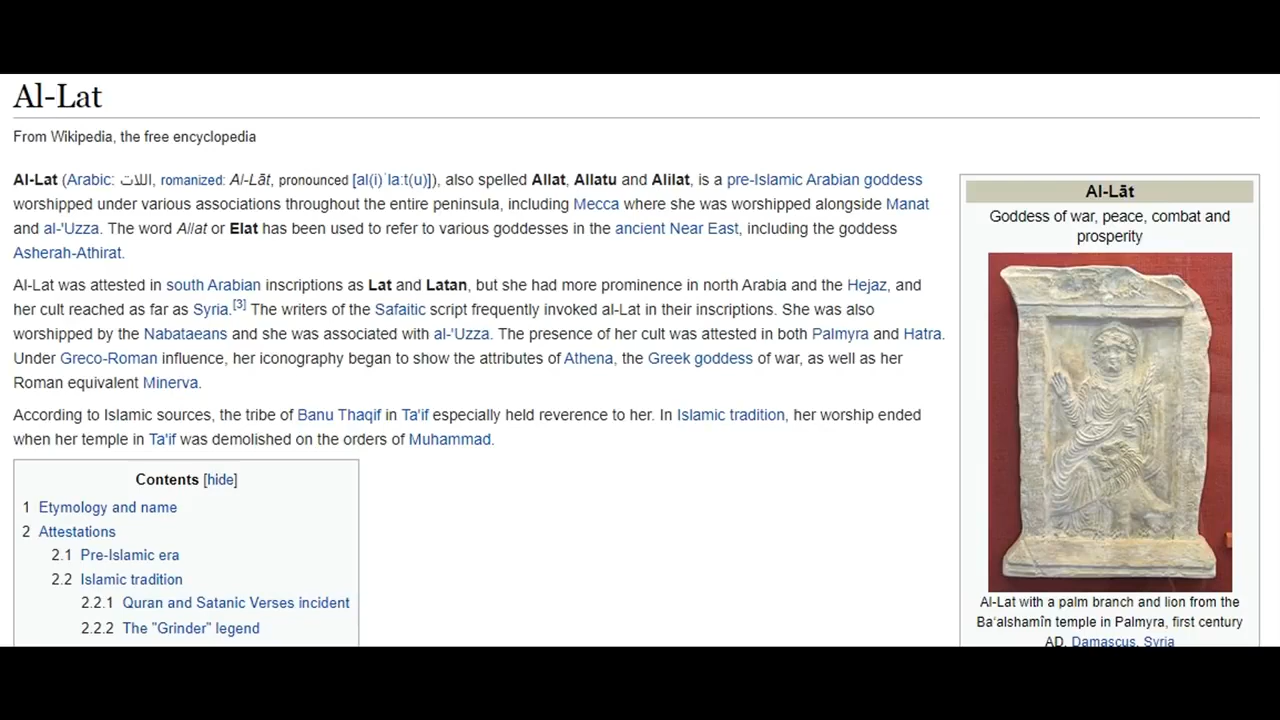 Al-Lat
From Wikipedia, the free encyclopedia
Al-Lat (Arabic: اللات, romanized: Al-Lāt, pronounced [al(i)ˈlaːt(u)]), also spelled Allat, Allatu and Alilat, is a pre-Islamic Arabian goddess
worshipped under various associations throughout the entire peninsula, including Mecca where she was worshipped alongside Manat
and al-'Uzza. The word Allat or Elat has been used to refer to various goddesses in the ancient Near East, including the goddess
Asherah-Athirat.
Al-Lat was attested in south Arabian inscriptions as Lat and Latan, but she had more prominence in north Arabia and the Hejaz, and
her cult reached as far as Syria.[3] The writers of the Safaitic script frequently invoked al-Lat in their inscriptions. She was also
worshipped by the Nabataeans and she was associated with al-'Uzza. The presence of her cult was attested in both Palmyra and Hatra.
Under Greco-Roman influence, her iconography began to show the attributes of Athena, the Greek goddess of war, as well as her
Roman equivalent Minerva.
According to Islamic sources, the tribe of Banu Thaqif in Ta'if especially held reverence to her. In Islamic tradition, her worship ended
when her temple in Ta'if was demolished on the orders of Muhammad.
Contents [hide]
1 Etymology and name
2 Attestations
2.1 Pre-Islamic era
2.2 Islamic tradition
2.2.1 Quran and Satanic Verses incident
2.2.2 The "Grinder" legend
Al-Lāt
Goddess of war, peace, combat and
prosperity
Al-Lat with a palm branch and lion from the
Ba'alshamîn temple in Palmyra, first century
AD, Damascus, Syria